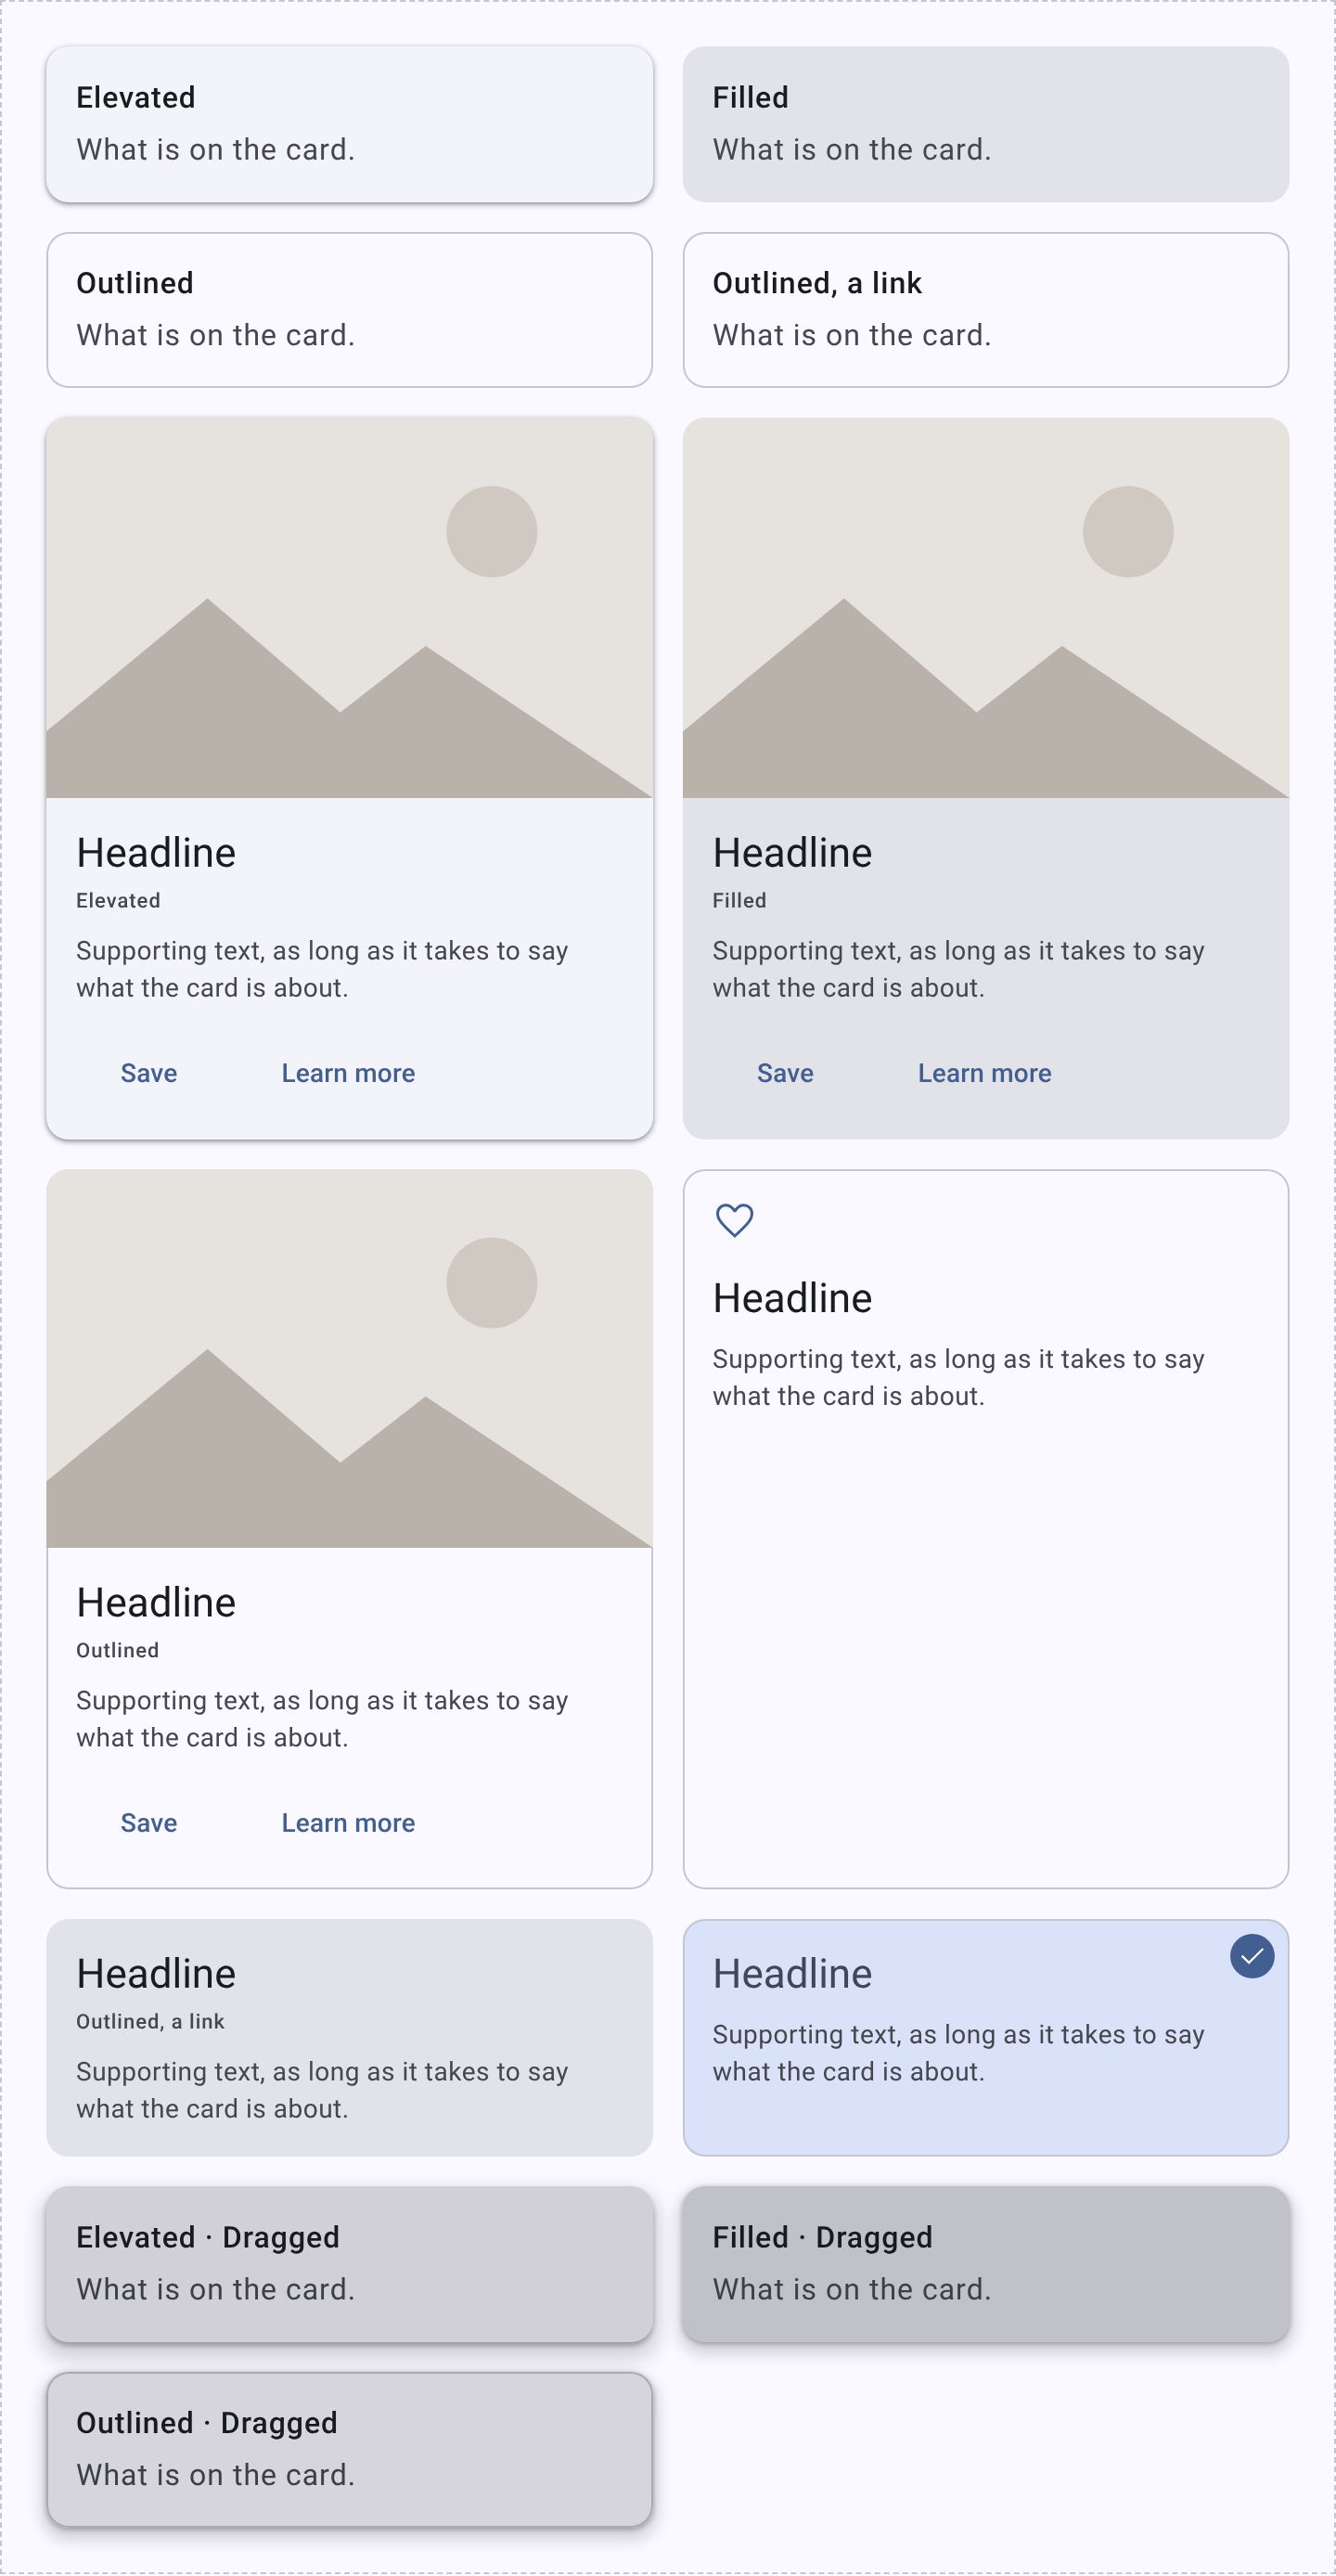 Elevated
What is on the card.
Filled
What is on the card.
Outlined
What is on the card.
Outlined, a link
What is on the card.
Headline
Elevated
Supporting text, as long as it takes to say
what the card is about.
Save
Learn more
Headline
Filled
Supporting text, as long as it takes to say
what the card is about.
Save
Learn more
Headline
Outlined
Supporting text, as long as it takes to say
what the card is about.
Save
Learn more
Headline
Supporting text, as long as it takes to say
what the card is about.
Headline
Outlined, a link
Supporting text, as long as it takes to say
what the card is about.
Headline
Supporting text, as long as it takes to say
what the card is about.
Elevated · Dragged
What is on the card.
Filled · Dragged
What is on the card.
Outlined · Dragged
What is on the card.